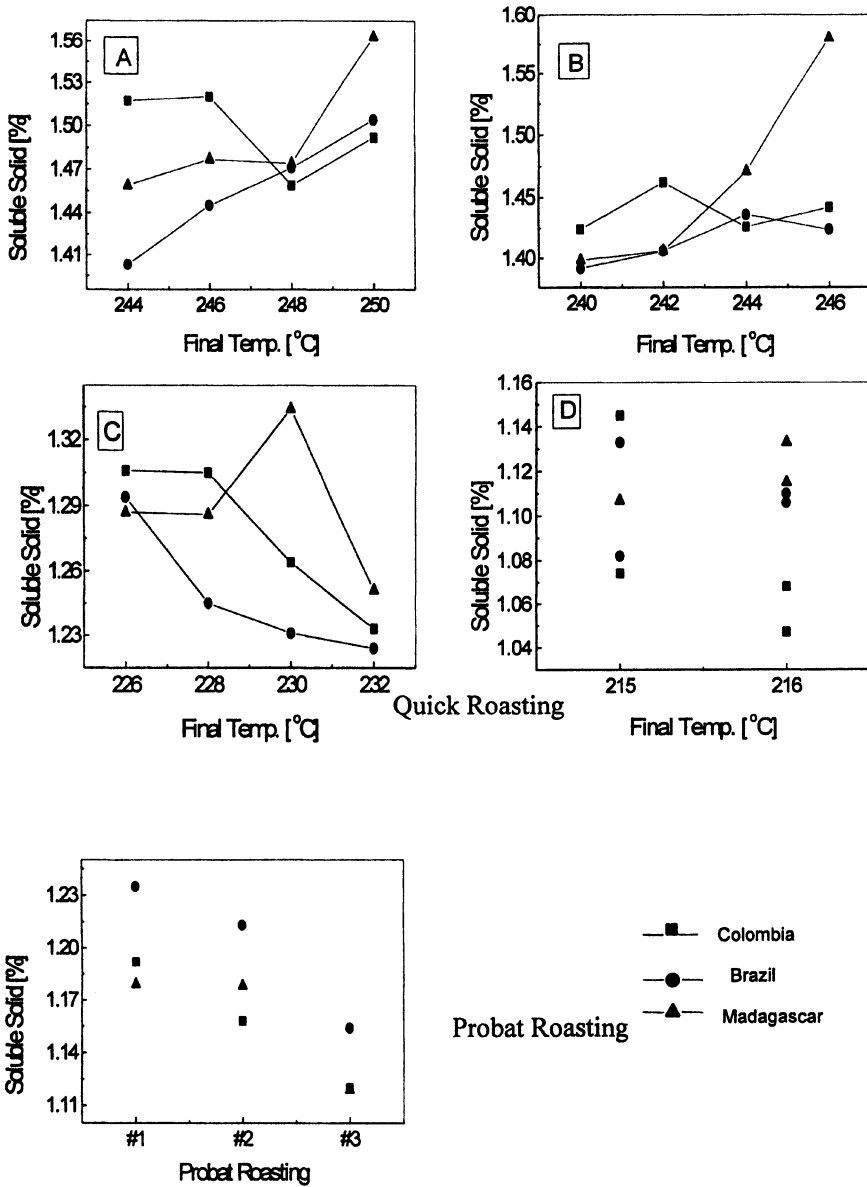 A
Soluble Solid [%]
1.56
1.53
1.50
1.47
1.44
1.41
244 246 248 250
Final Temp. [°C]
B
Soluble Solid [%]
1.60
1.55
1.50
1.45
1.40
240 242 244 246
Final Temp. [°C]
C
Soluble Solid [%]
1.32
1.29
1.26
1.23
226 228 230 232
Final Temp. [°C]
D
Soluble Solid [%]
1.16
1.14
1.12
1.10
1.08
1.06
1.04
215 216
Final Temp. [°C]
Quick Roasting
Soluble Solid [%]
1.23
1.20
1.17
1.14
1.11
#1 #2 #3
Probat Roasting
Colombia
Brazil
Madagascar
Probat Roasting